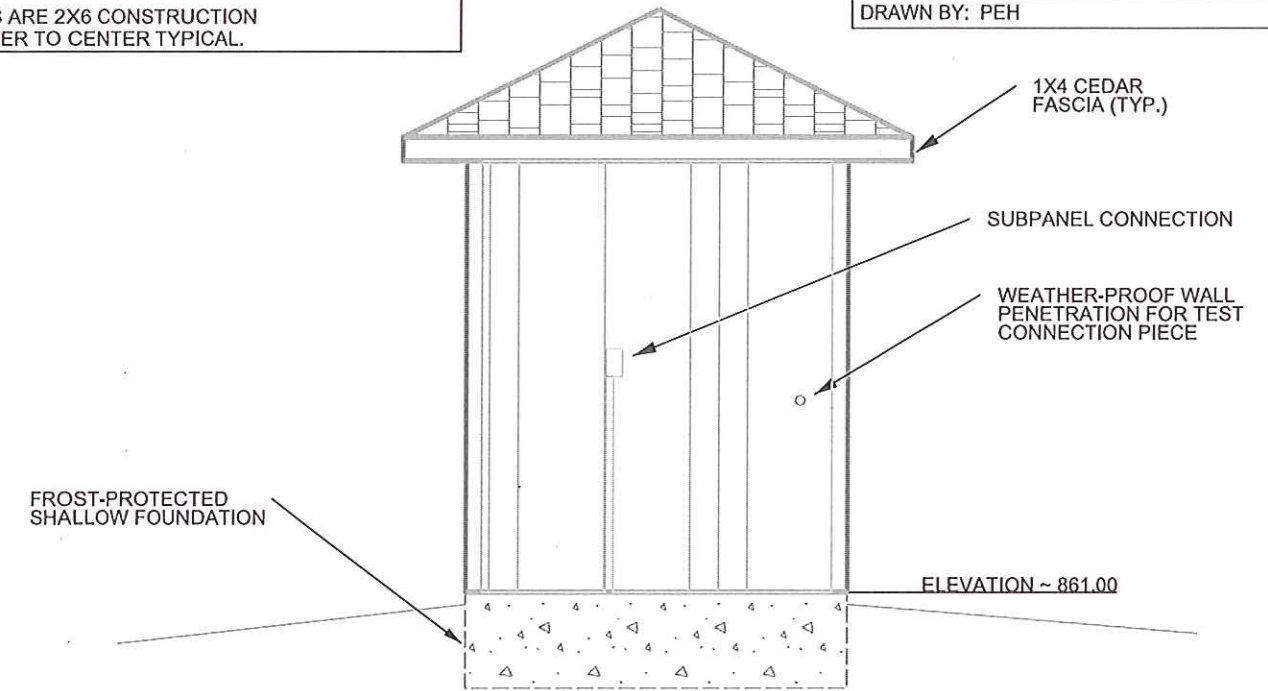 ARE 2X6 CONSTRUCTION
TO CENTER TYPICAL.
DRAWN BY: PEH
1X4 CEDAR
FASCIA (TYP.)
SUBPANEL CONNECTION
WEATHER-PROOF WALL
PENETRATION FOR TEST
CONNECTION PIECE
FROST-PROTECTED
SHALLOW FOUNDATION
ELEVATION ~ 861.00